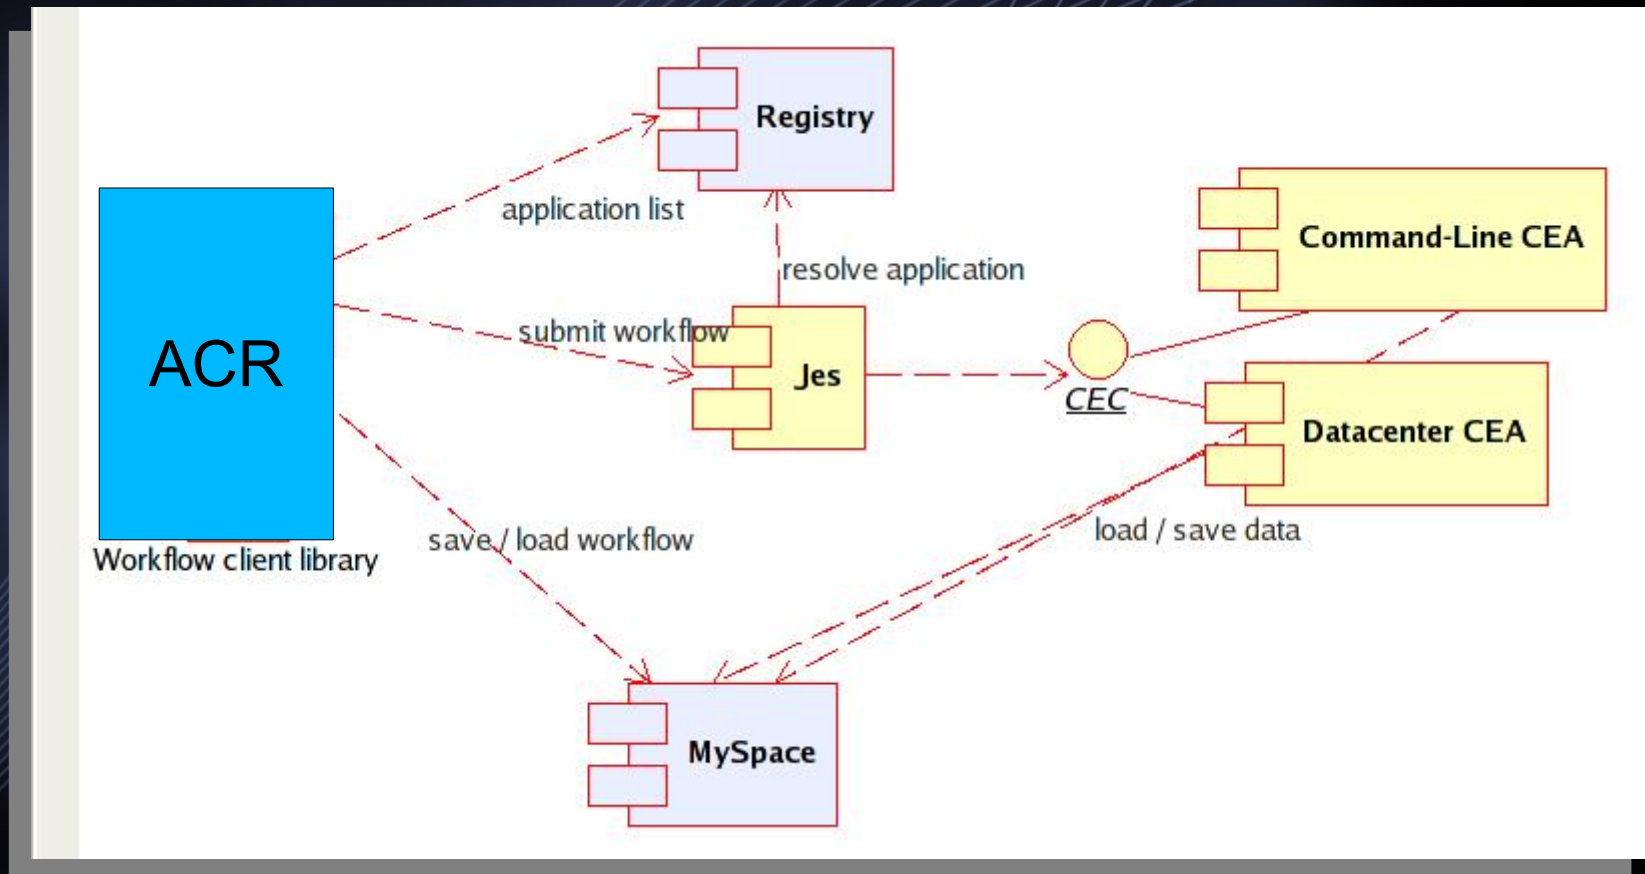 Registry
application list
Command-Line CEA
resolve application
submit workflow
ACR
Jes
CEC
Datacenter CEA
save / load workflow
load / save data
Workflow client library
MySpace